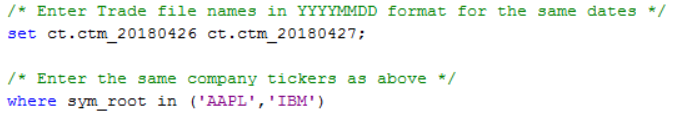 /* Enter Trade file names in YYYYMMDD format for the same dates */
set ct.ctm_20180426 ct.ctm_20180427;
/* Enter the same company tickers as above */
where sym_root in ('AAPL','IBM')